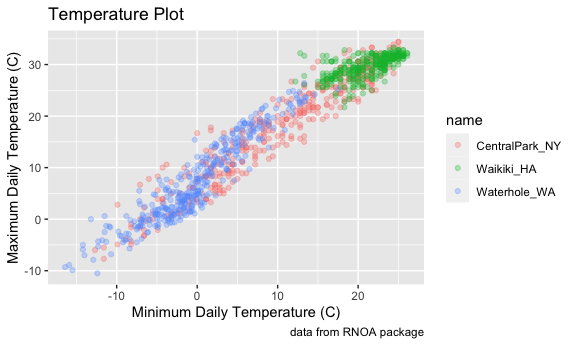 Temperature Plot
Maximum Daily Temperature (C)
30
20
10
0
-10
-10 0 10 20
Minimum Daily Temperature (C)
data from RNOA package
name
CentralPark_NY
Waikiki_HA
Waterhole_WA